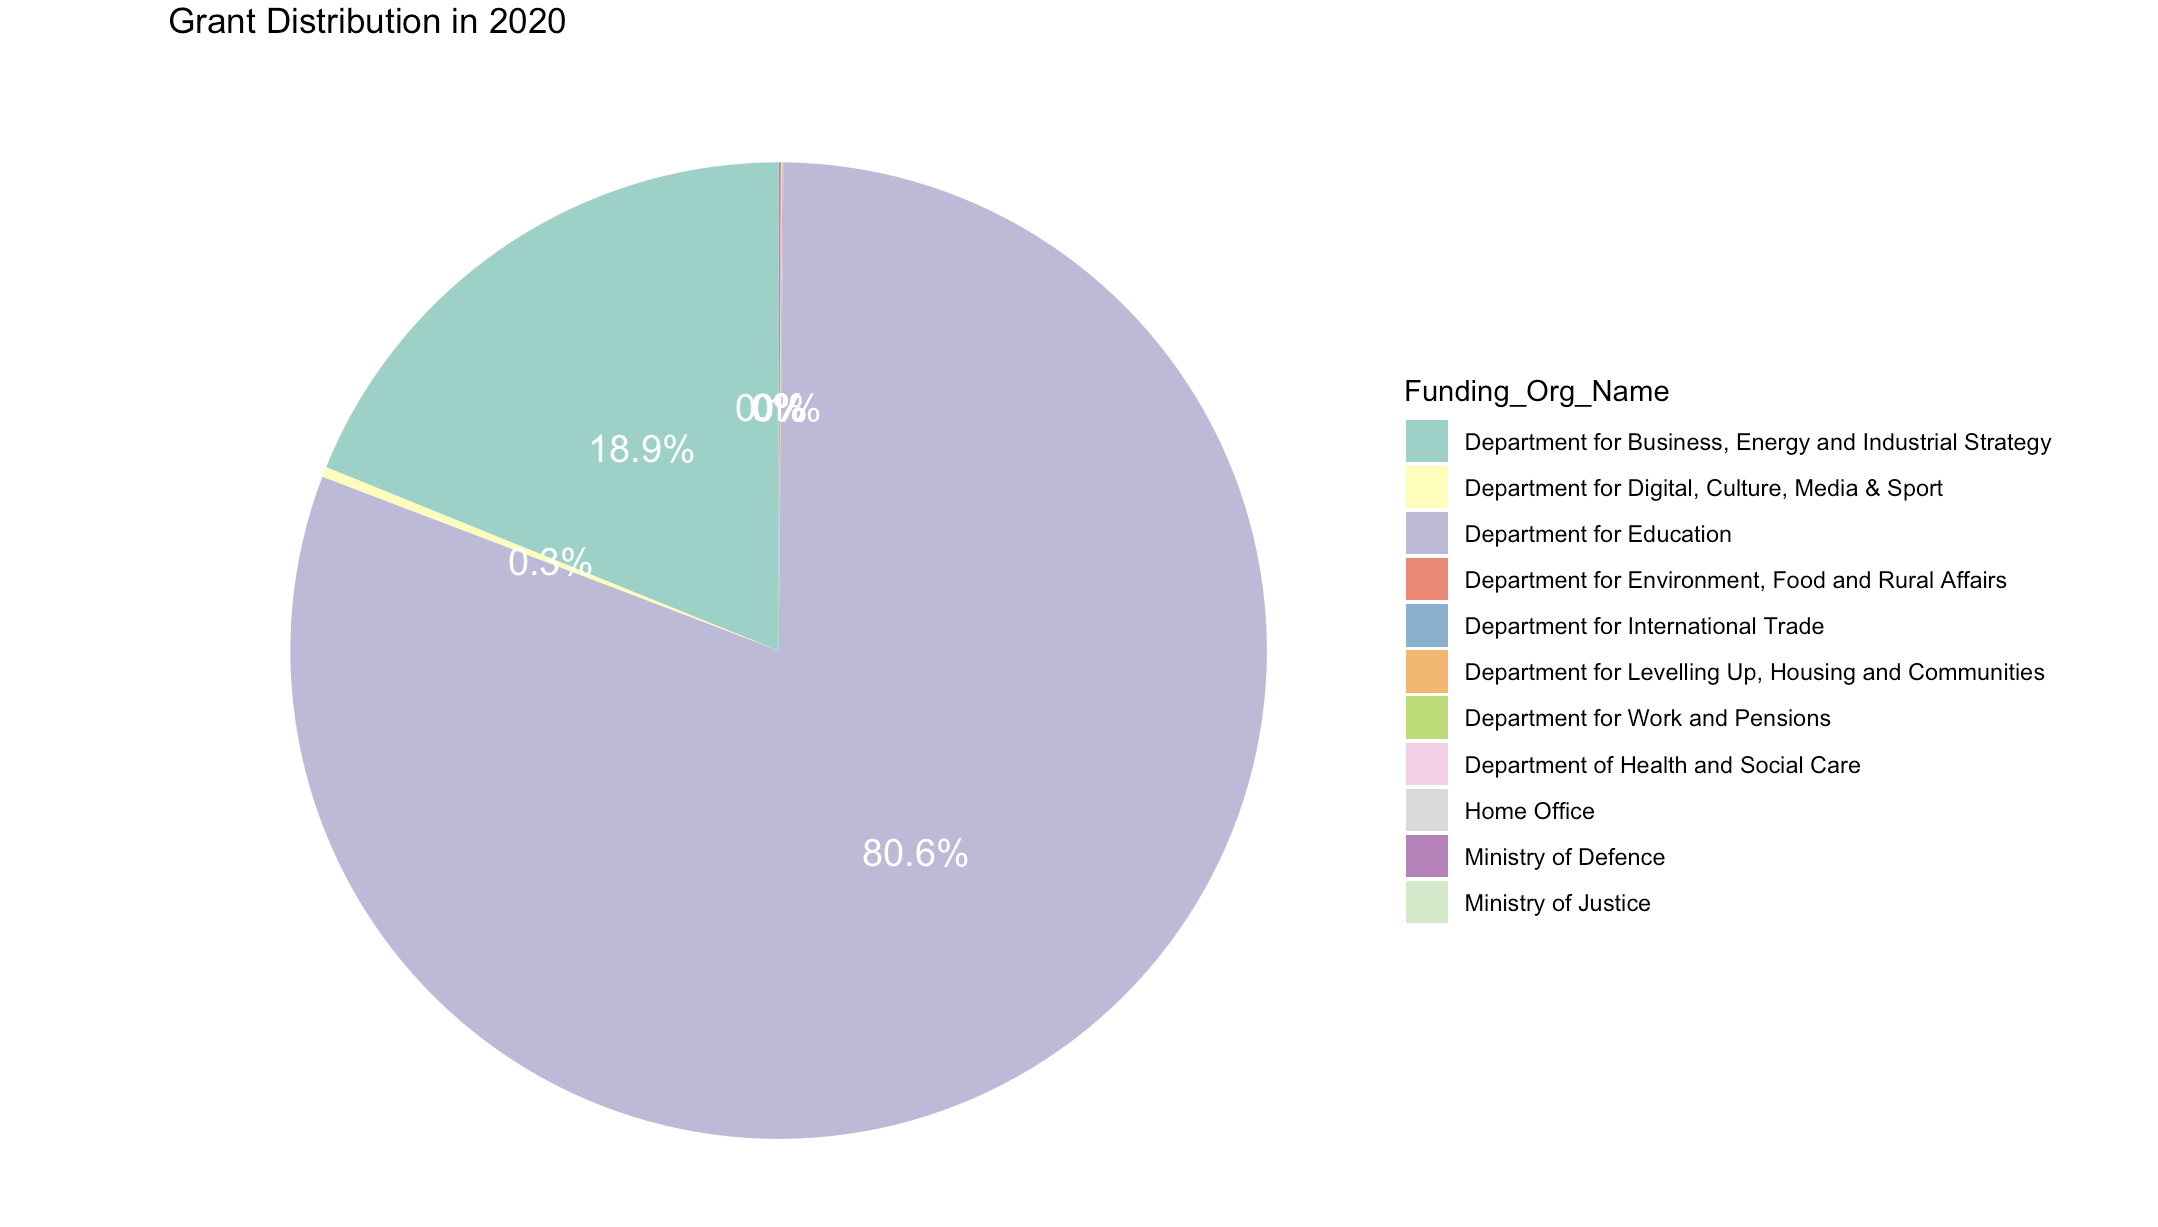 Grant Distribution in 2020
18.9%
0.3%
80.6%
Funding_Org_Name
Department for Business, Energy and Industrial Strategy
Department for Digital, Culture, Media & Sport
Department for Education
Department for Environment, Food and Rural Affairs
Department for International Trade
Department for Levelling Up, Housing and Communities
Department for Work and Pensions
Department of Health and Social Care
Home Office
Ministry of Defence
Ministry of Justice